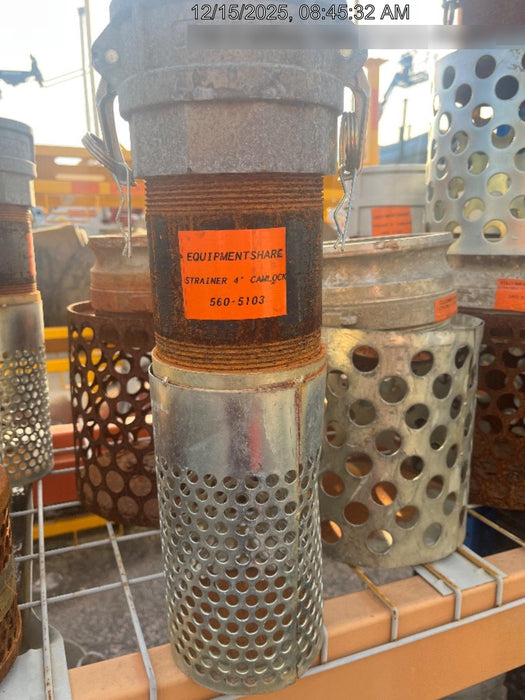 12/15/2025, 08:45:32 AM
EQUIPMENTSHARE
STRAINER 4" CAMLOCK
560-5103